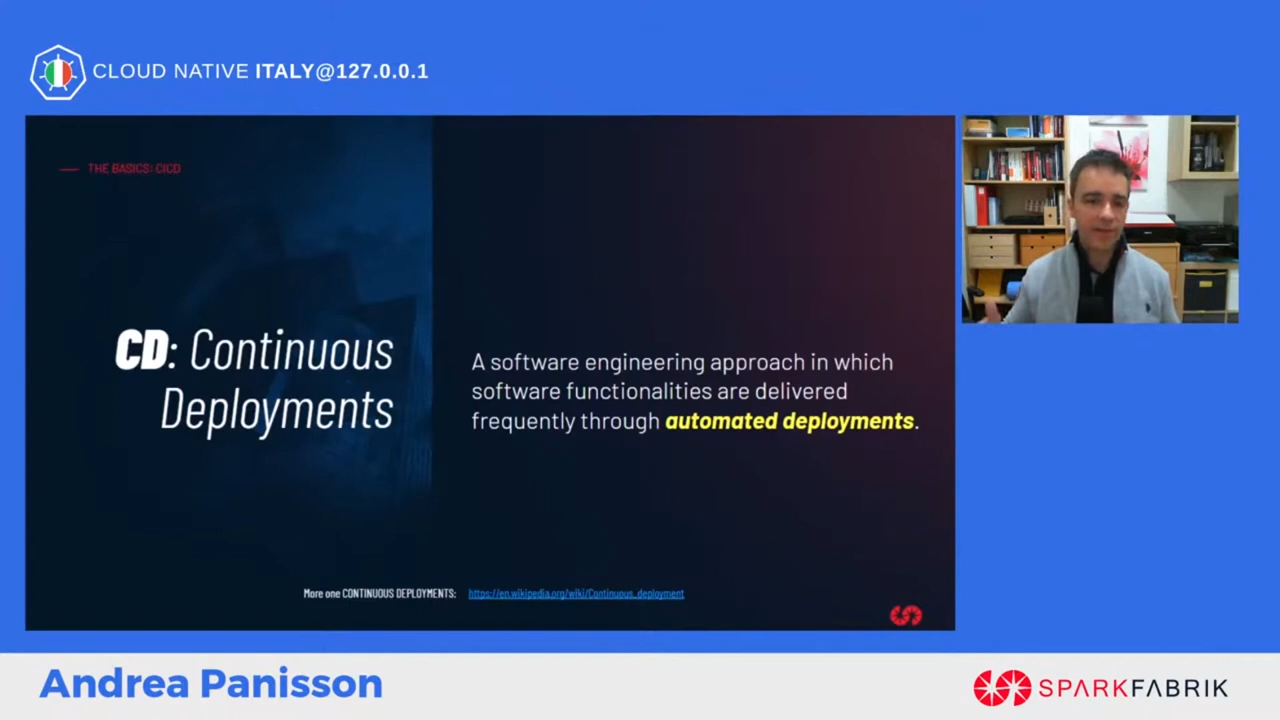 CLOUD NATIVE ITALY@127.0.0.1
THE BASICS: CICD
CD: Continuous
Deployments
A software engineering approach in which
software functionalities are delivered
frequently through automated deployments.
More one CONTINUOUS DEPLOYMENTS: https://en.wikipedia.org/wiki/Continuous_deployment
Andrea Panisson
SPARKFABRIK